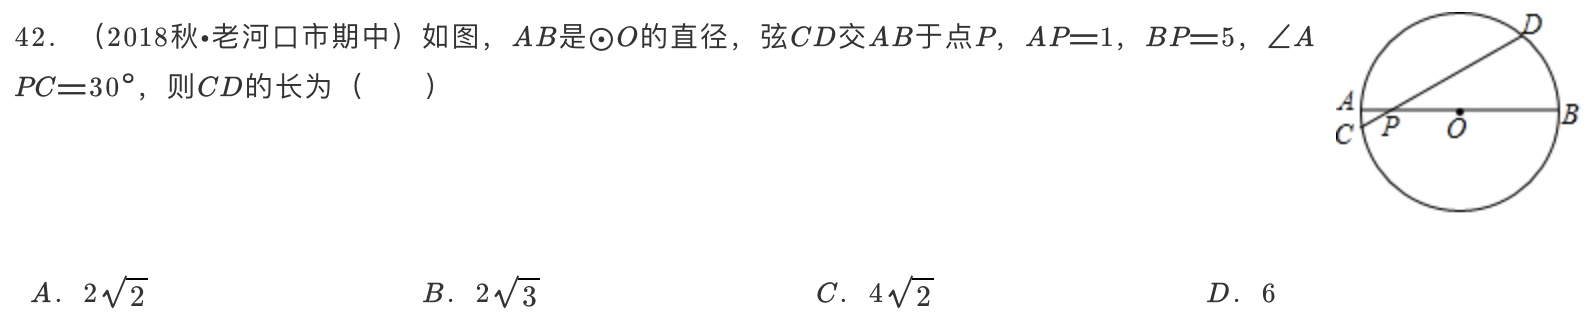 42. （2018秋•老河口市期中）如图，AB是⊙O的直径，弦CD交AB于点P，AP=1，BP=5，∠A
PC=30°，则CD的长为（　　）
D
A
B
C
P
O
A. 2√2 B. 2√3 C. 4√2 D. 6